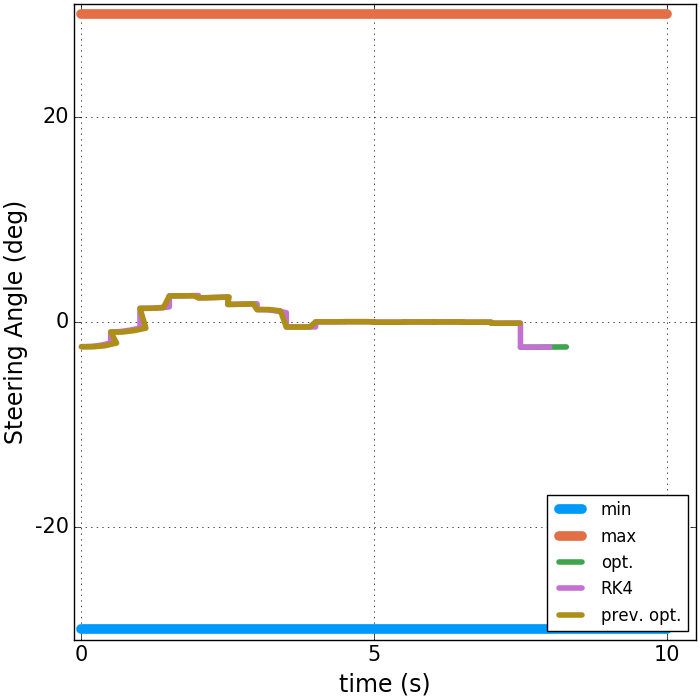 Steering Angle (deg)
20
0
-20
0
5
10
time (s)
min
max
opt.
RK4
prev. opt.